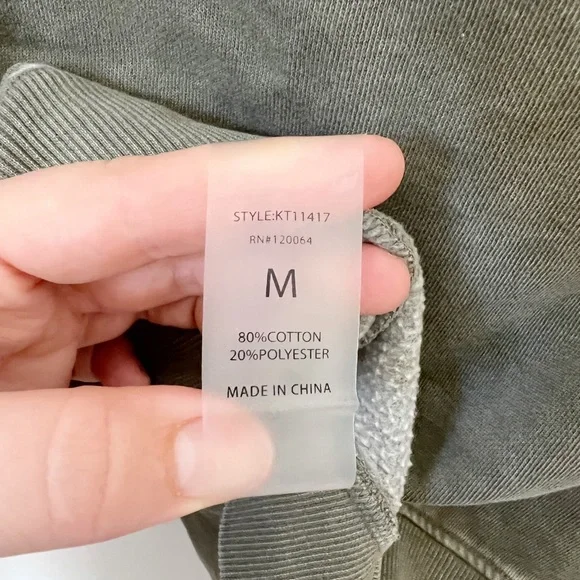 STYLE:KT11417
RN#120064
M
80%COTTON
20%POLYESTER
MADE IN CHINA